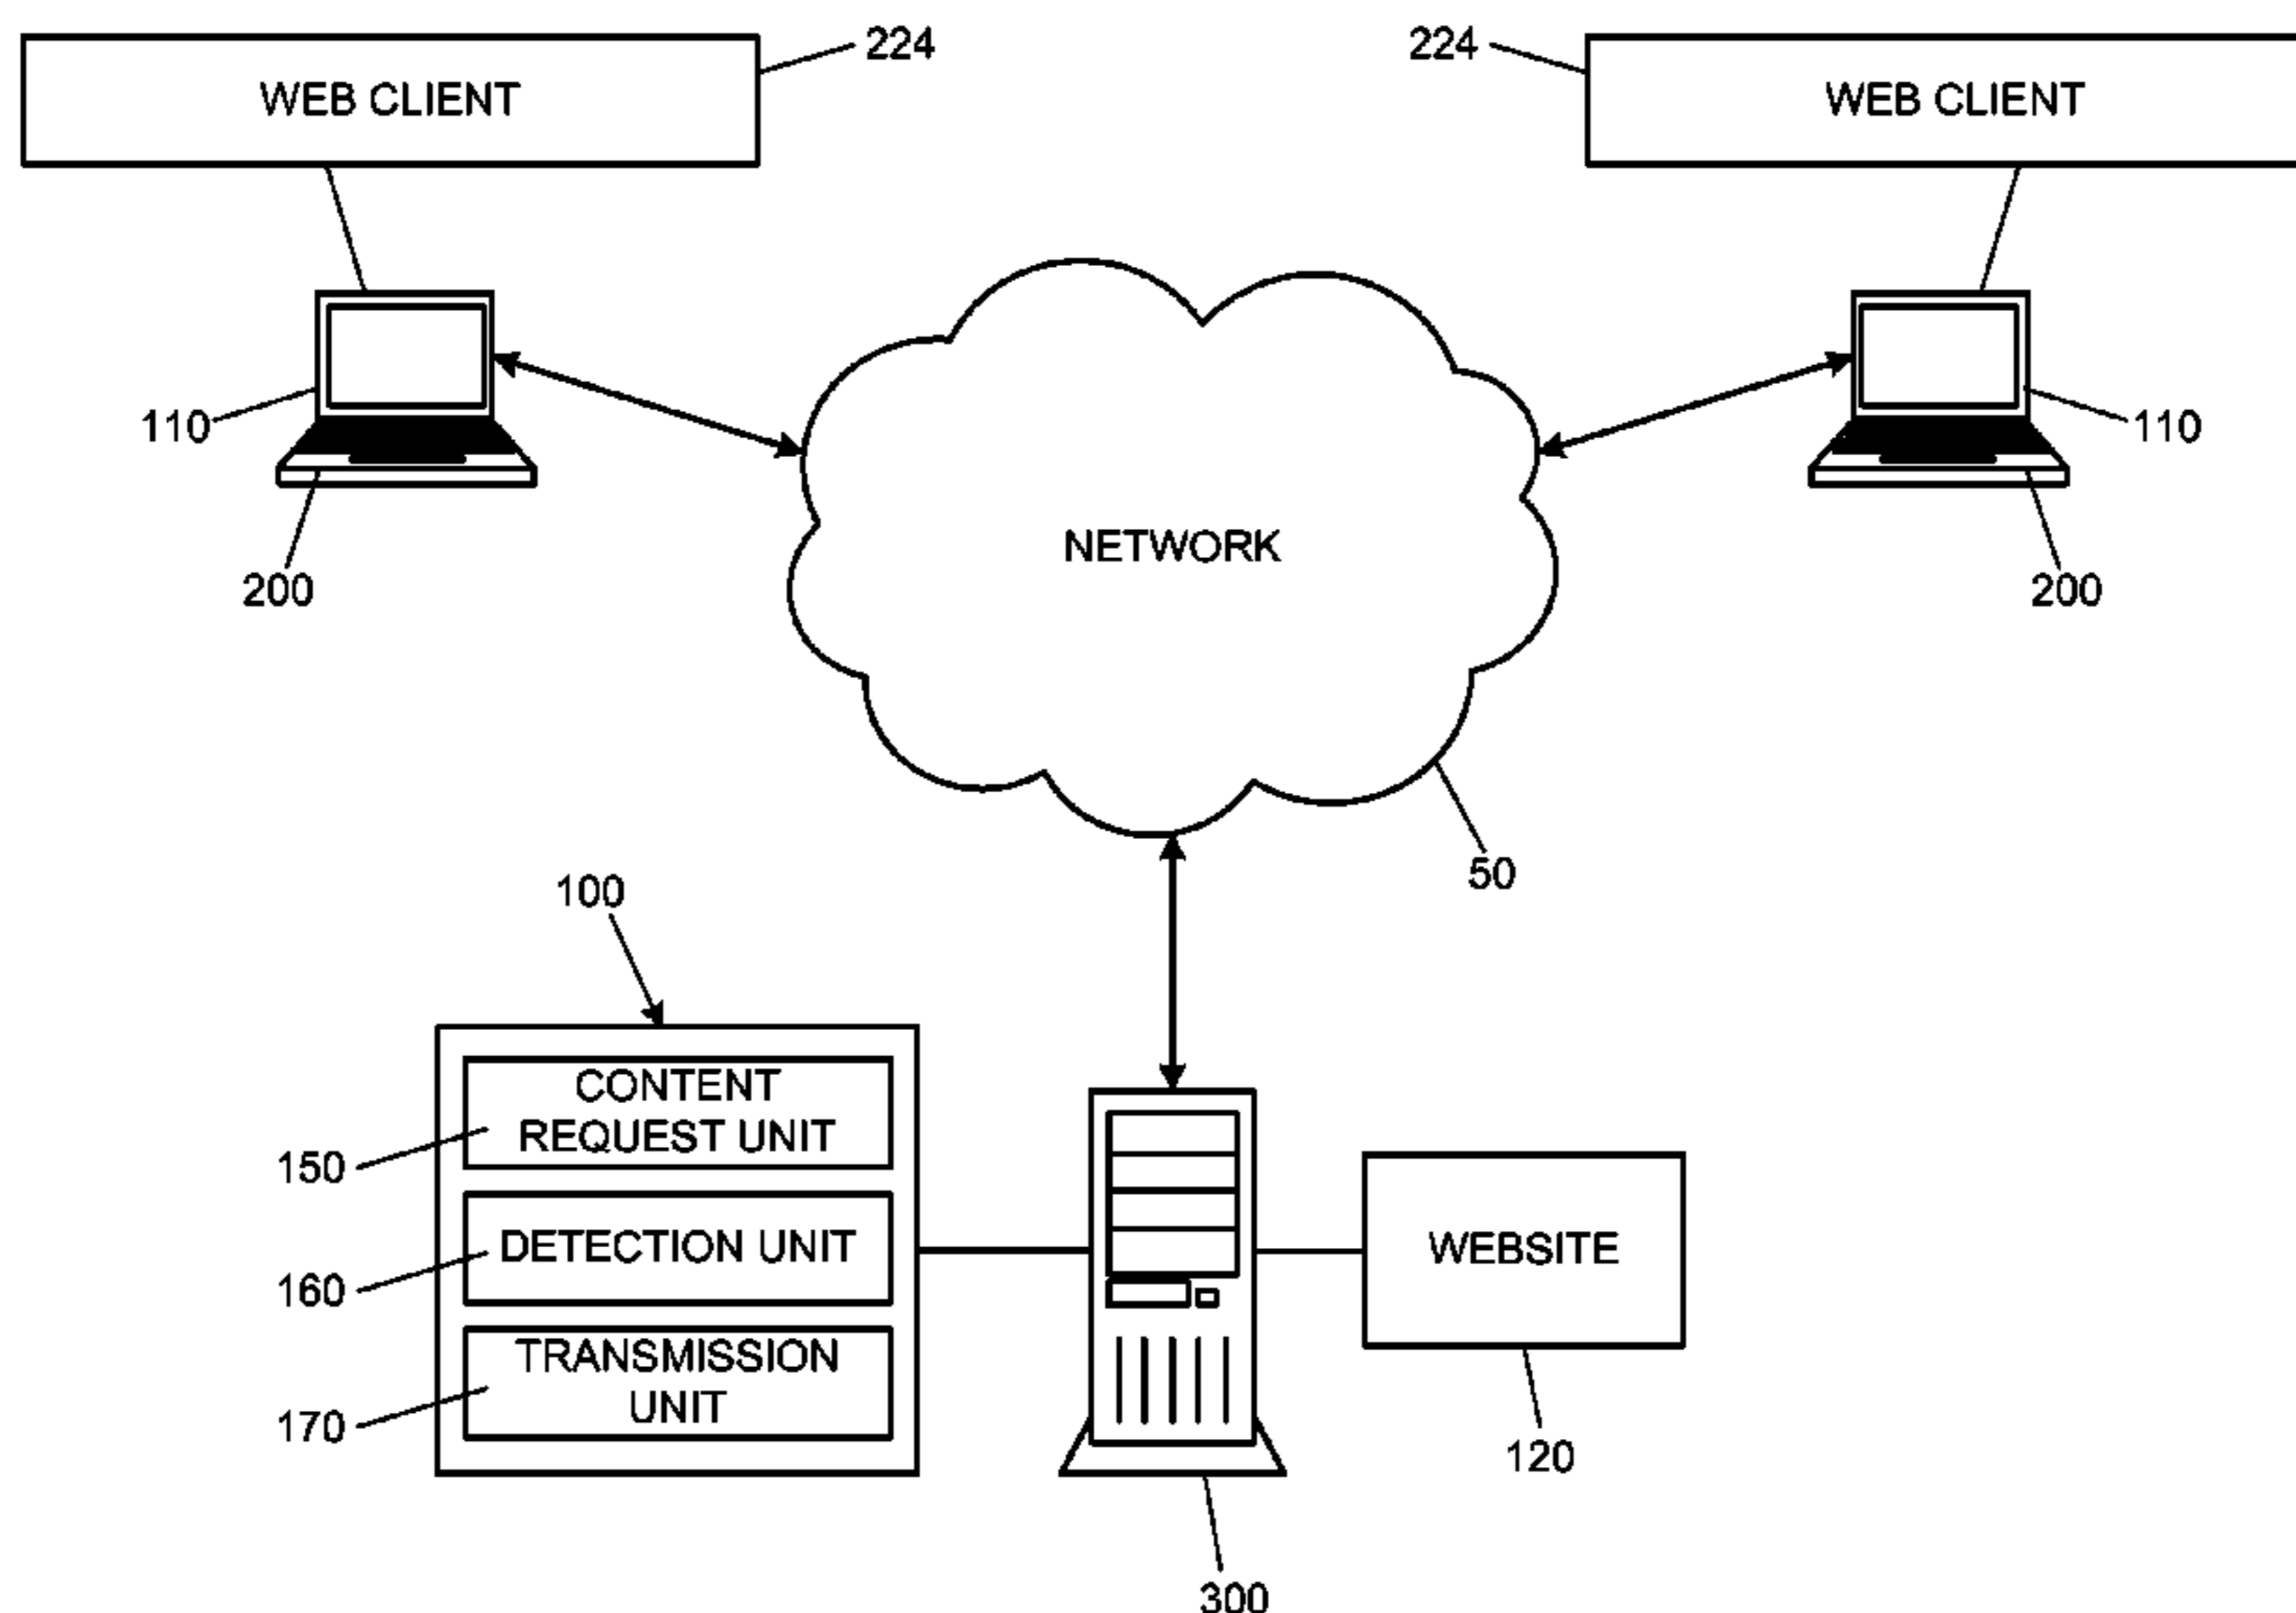 224
224
WEB CLIENT
WEB CLIENT
110
110
NETWORK
200
200
50
100
CONTENT
REQUEST UNIT
150
DETECTION UNIT
WEBSITE
160
TRANSMISSION
UNIT
170
120
300